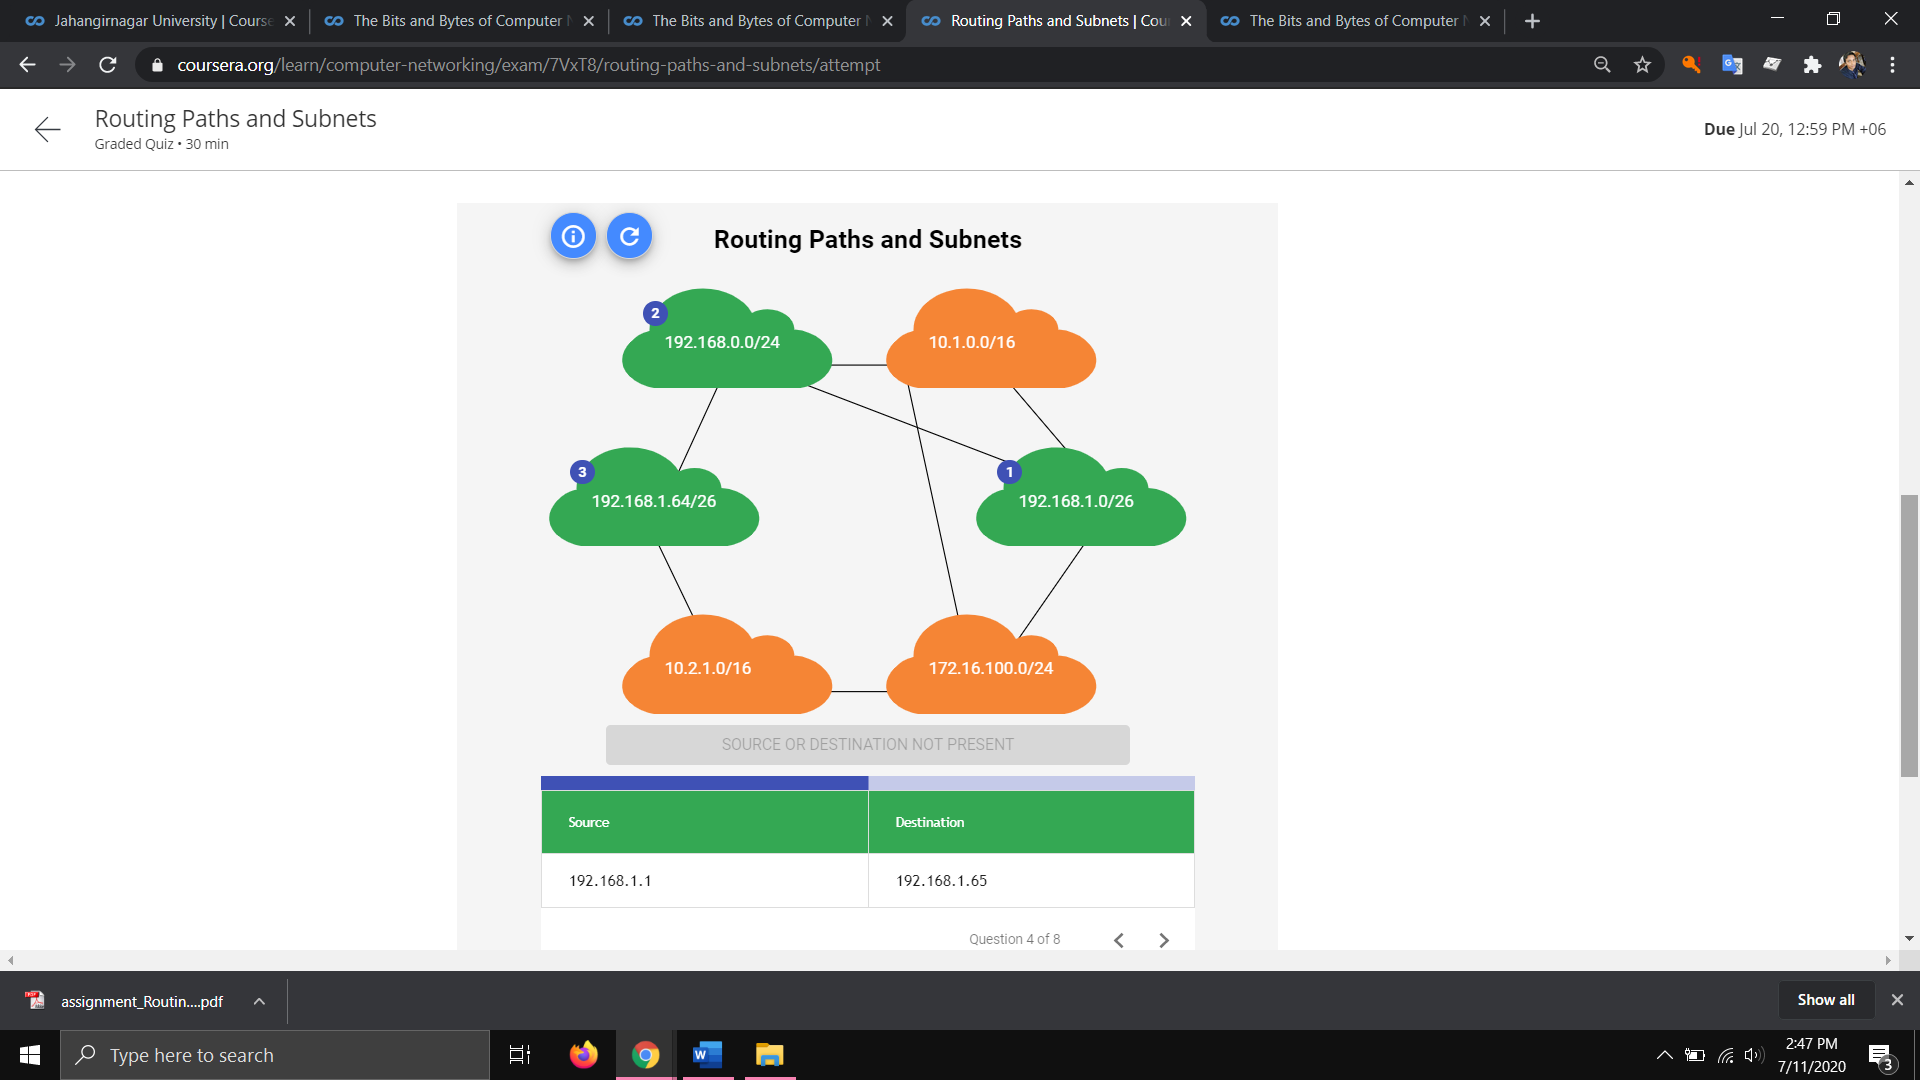 Jahangirnagar University | Course
The Bits and Bytes of Computer N
The Bits and Bytes of Computer N
Routing Paths and Subnets | Cou
The Bits and Bytes of Computer N
coursera.org/learn/computer-networking/exam/7VxT8/routing-paths-and-subnets/attempt
Routing Paths and Subnets
Graded Quiz • 30 min
Due Jul 20, 12:59 PM +06
Routing Paths and Subnets
2
192.168.0.0/24
10.1.0.0/16
3
192.168.1.64/26
1
192.168.1.0/26
10.2.1.0/16
172.16.100.0/24
SOURCE OR DESTINATION NOT PRESENT
Source
Destination
192.168.1.1
192.168.1.65
Question 4 of 8
assignment_Routin....pdf
Show all
Type here to search
2:47 PM
7/11/2020
3